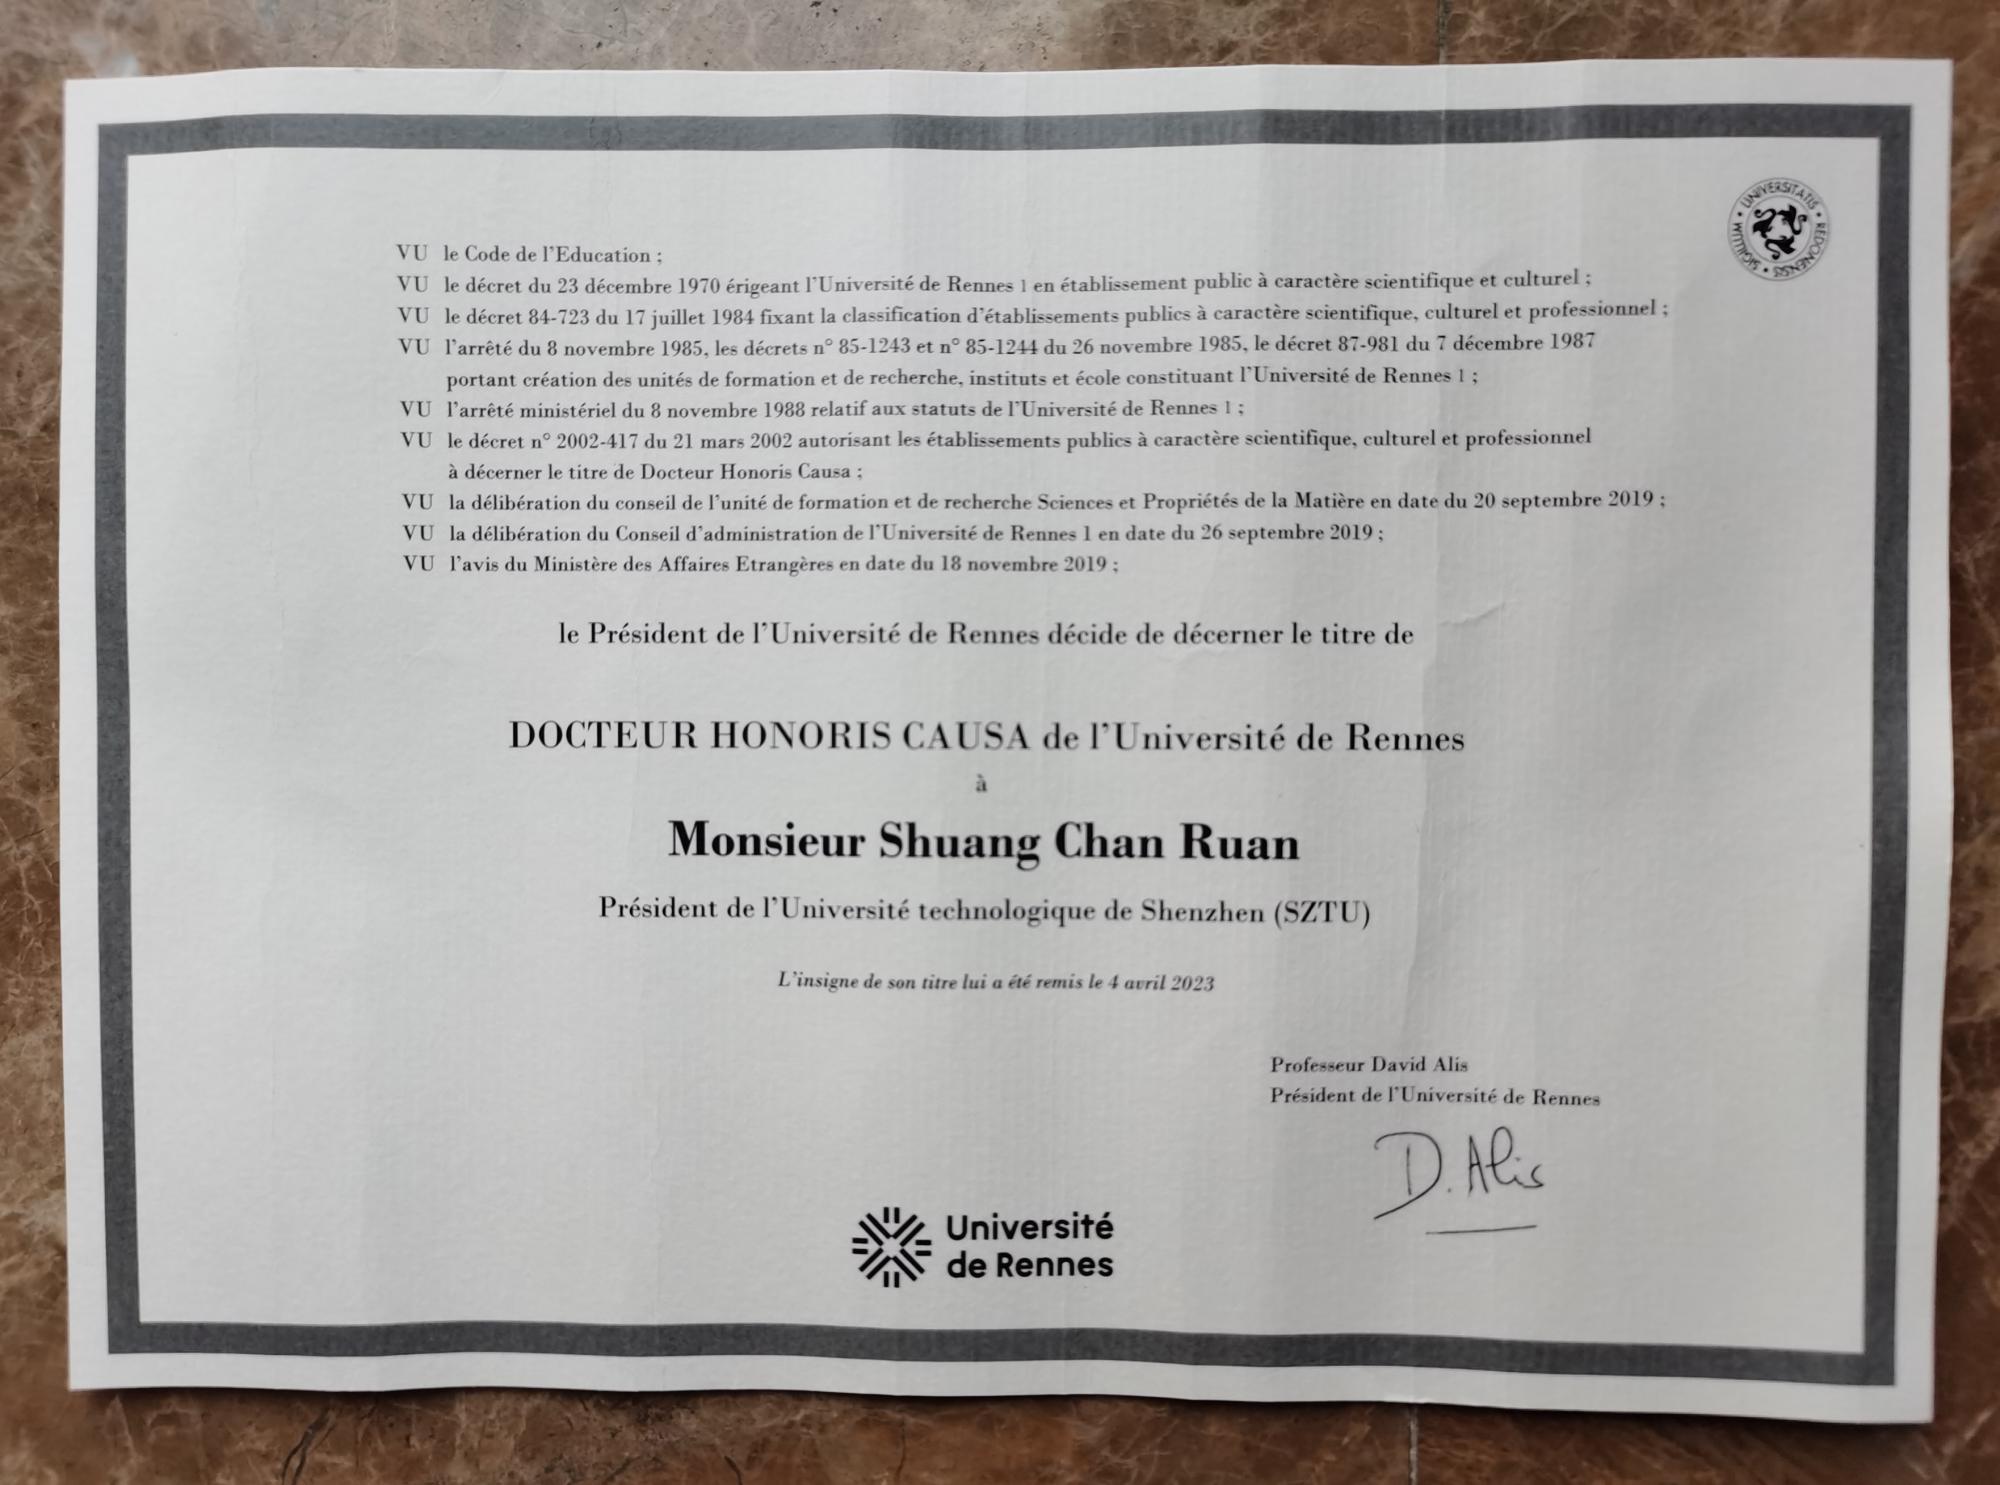 VU le Code de l'Education ;
VU le décret du 23 décembre 1970 érigeant l'Université de Rennes 1 en établissement public à caractère scientifique et culturel ;
VU le décret 84-723 du 17 juillet 1984 fixant la classification d'établissements publics à caractère scientifique, culturel et professionnel ;
VU l'arrêté du 8 novembre 1985, les décrets n° 85-1243 et n° 85-1244 du 26 novembre 1985, le décret 87-981 du 7 décembre 1987
portant création des unités de formation et de recherche, instituts et école constituant l'Université de Rennes 1 ;
VU l'arrêté ministériel du 8 novembre 1988 relatif aux statuts de l'Université de Rennes 1 ;
VU le décret n° 2002-417 du 21 mars 2002 autorisant les établissements publics à caractère scientifique, culturel et professionnel
à décerner le titre de Docteur Honoris Causa ;
VU la délibération du conseil de l'unité de formation et de recherche Sciences et Propriétés de la Matière en date du 20 septembre 2019 ;
VU la délibération du Conseil d'administration de l'Université de Rennes 1 en date du 26 septembre 2019 ;
VU l'avis du Ministère des Affaires Etrangères en date du 18 novembre 2019 ;
SIGILLUM • UNIVERSITATIS • REDONENSIS •
le Président de l'Université de Rennes décide de décerner le titre de
DOCTEUR HONORIS CAUSA de l'Université de Rennes
à
Monsieur Shuang Chan Ruan
Président de l'Université technologique de Shenzhen (SZTU)
L'insigne de son titre lui a été remis le 4 avril 2023
Professeur David Alis
Président de l'Université de Rennes
D. Alis
Université
de Rennes